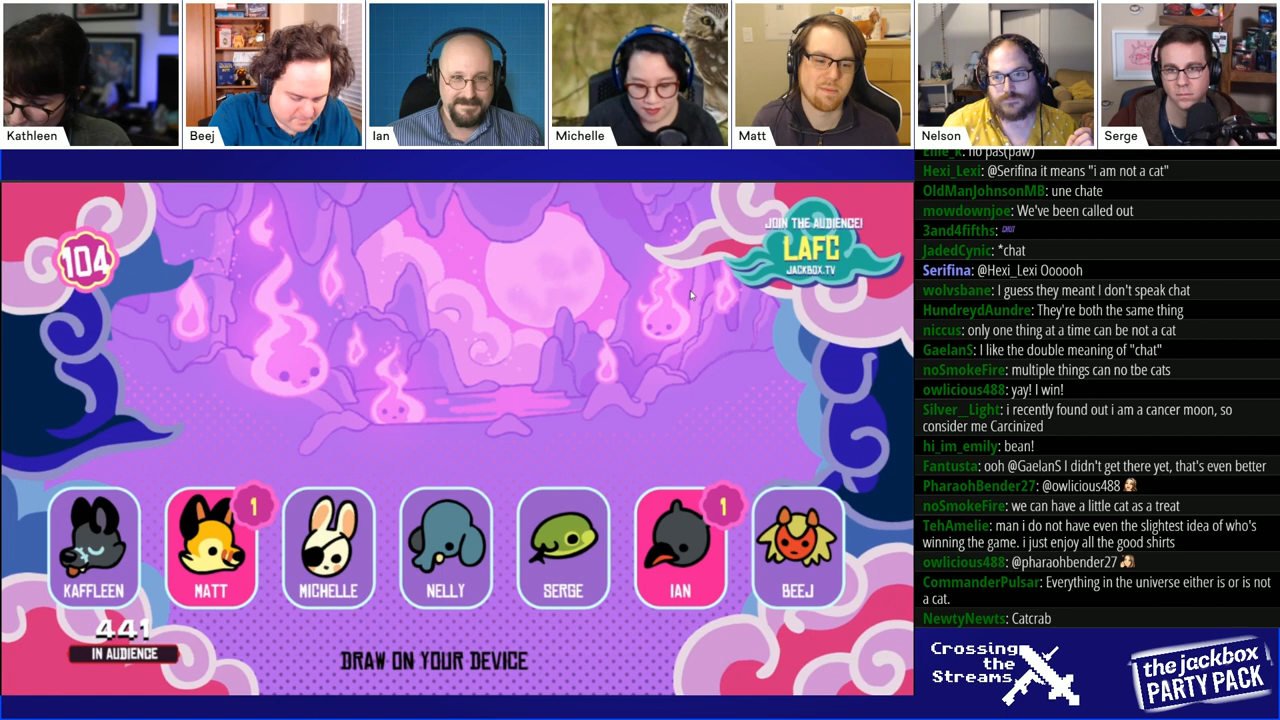 Kathleen
Beej
Ian
Michelle
Matt
Nelson
Serge
104
JOIN THE AUDIENCE!
LAFC
JACKBOX.TV
1
1
KAFFLEEN
MATT
MICHELLE
NELLY
SERGE
IAN
BEEJ
441
IN AUDIENCE
DRAW ON YOUR DEVICE
Ellie_k: no pas(paw)
Hexi_Lexi: @Serifina it means "i am not a cat"
OldManJohnsonMB: une chate
mowdownjoe: We've been called out
3and4fifths:
JadedCynic: *chat
Serifina: @Hexi_Lexi Oooooh
wolvsbane: I guess they meant I don't speak chat
HundreydAundre: They're both the same thing
niccus: only one thing at a time can be not a cat
GaelanS: I like the double meaning of "chat"
noSmokeFire: multiple things can no tbe cats
owlicious488: yay! I win!
Silver__Light: i recently found out i am a cancer moon, so
consider me Carcinized
hi_im_emily: bean!
Fantusta: ooh @GaelanS I didn't get there yet, that's even better
PharaohBender27: @owlicious488
noSmokeFire: we can have a little cat as a treat
TehAmelie: man i do not have even the slightest idea of who's
winning the game. i just enjoy all the good shirts
owlicious488: @pharaohbender27
CommanderPulsar: Everything in the universe either is or is not
a cat.
NewtyNewts: Catcrab
Crossing
the
Streams
the jackbox
PARTY PACK